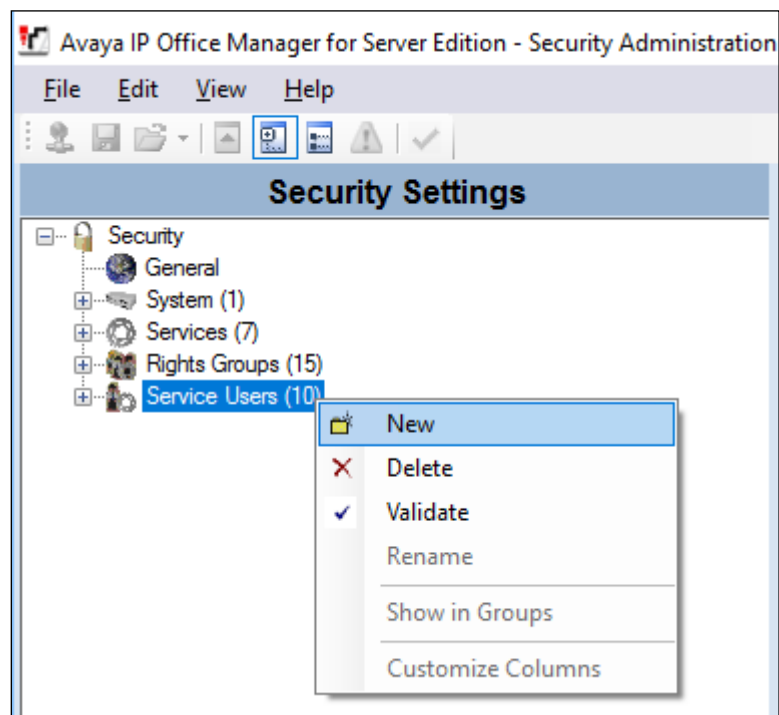 Avaya IP Office Manager for Server Edition - Security Administration
File Edit View Help
Security Settings
Security
General
System (1)
Services (7)
Rights Groups (15)
Service Users (10)
New
Delete
Validate
Rename
Show in Groups
Customize Columns